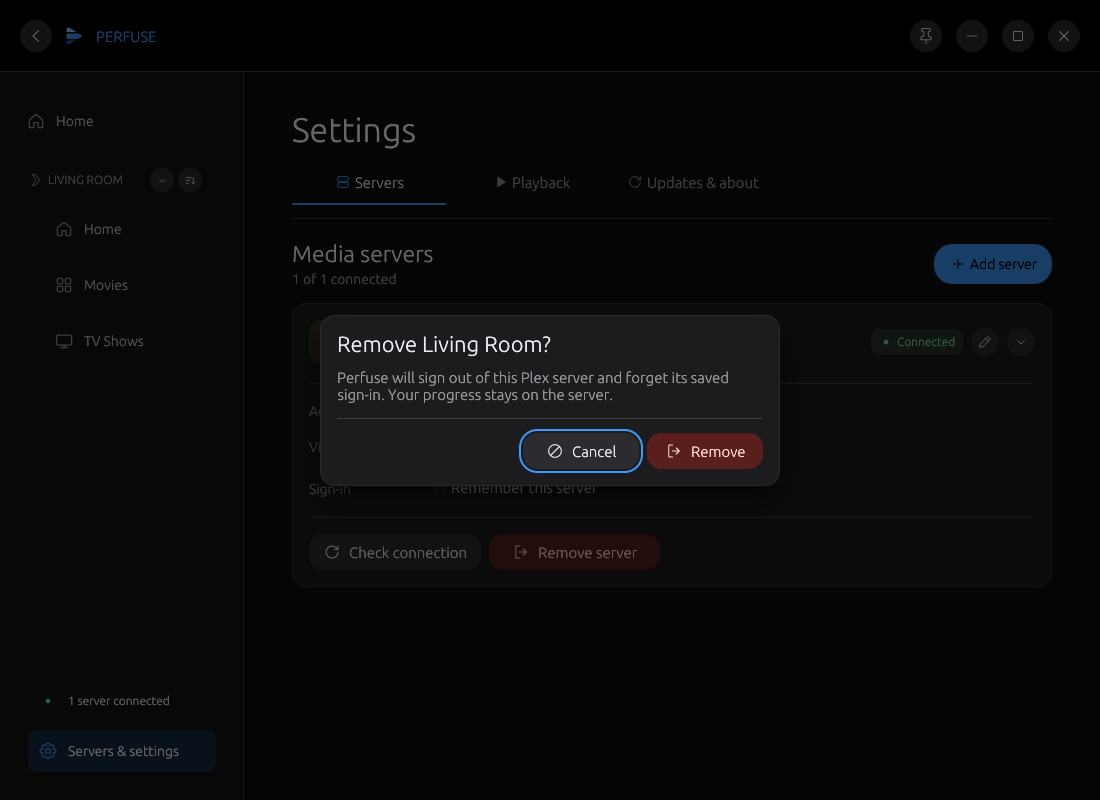 PERFUSE
Home
LIVING ROOM
Home
Movies
TV Shows
1 server connected
Servers & settings
Settings
Servers
Playback
Updates & about
Media servers
1 of 1 connected
+ Add server
Connected
Remove Living Room?
Perfuse will sign out of this Plex server and forget its saved
sign-in. Your progress stays on the server.
Cancel
Remove
Sign-in
Remember this server
Check connection
Remove server